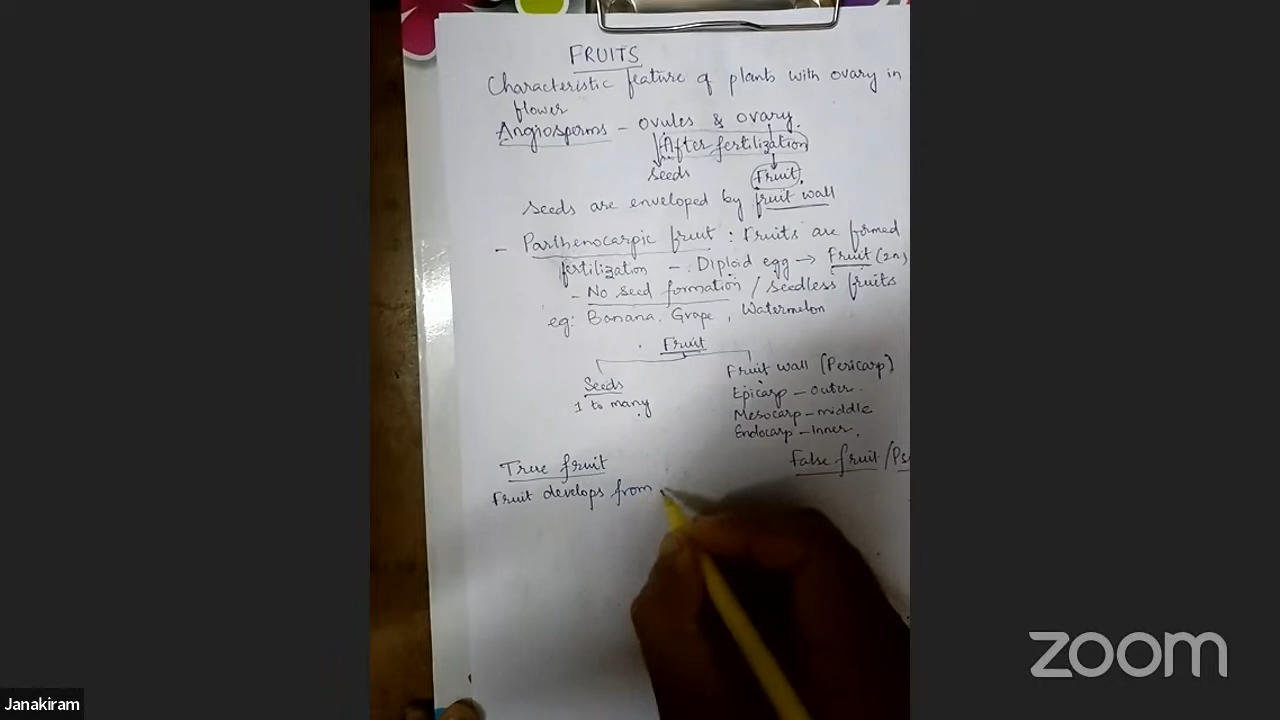 FRUITS
Characteristic feature of plants with ovary in
flower
Angiosperms - ovules & ovary.
After fertilization
seeds Fruit.
seeds are enveloped by fruit wall
- Parthenocarpic fruit : Fruits are formed
fertilization - Diploid egg → Fruit (2n)
- No seed formation / seedless fruits
eg: Banana, Grape, Watermelon
Fruit
Seeds
1 to many
Fruit wall (Pericarp)
Epicarp - outer
Mesocarp - middle
Endocarp - Inner.
True fruit
False fruit / Ps
Fruit develops from
zoom
Janakiram